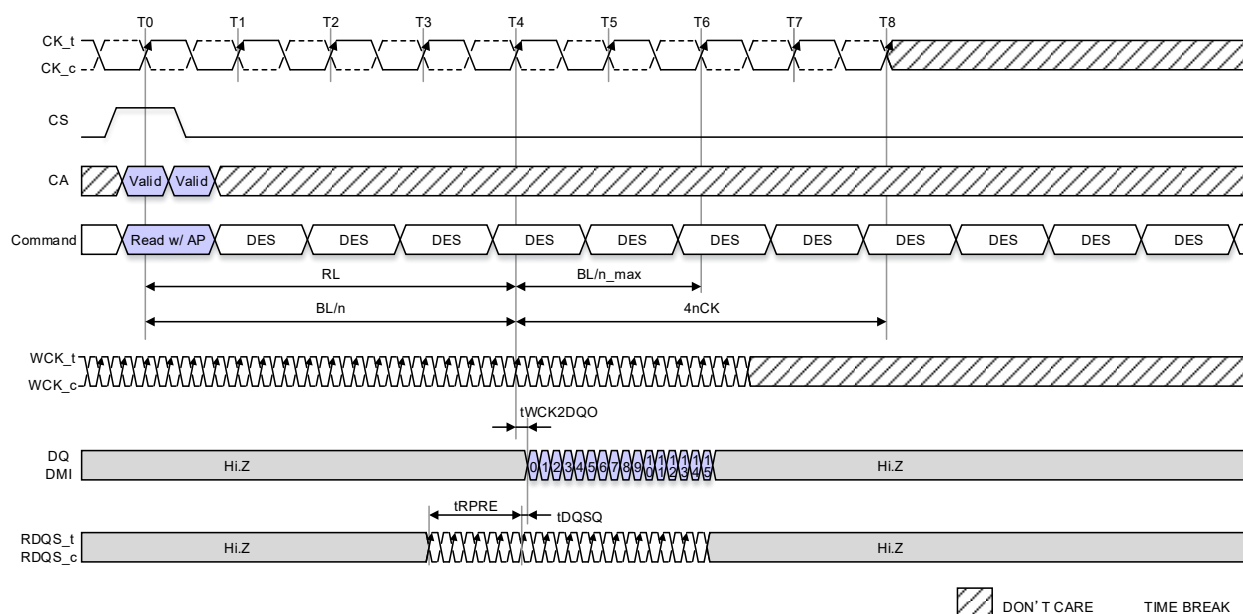 T0 T1 T2 T3 T4 T5 T6 T7 T8
CK_t
CK_c
CS
CA Valid Valid
Command Read w/ AP DES DES DES DES DES DES DES DES DES DES DES
RL BL/n_max
BL/n 4nCK
WCK_t
WCK_c
tWCK2DQO
DQ
DMI
Hi.Z 0 1 2 3 4 5 6 7 8 9 10 11 12 13 14 15 Hi.Z
tRPRE tDQSQ
RDQS_t
RDQS_c
Hi.Z Hi.Z
DON'T CARE TIME BREAK